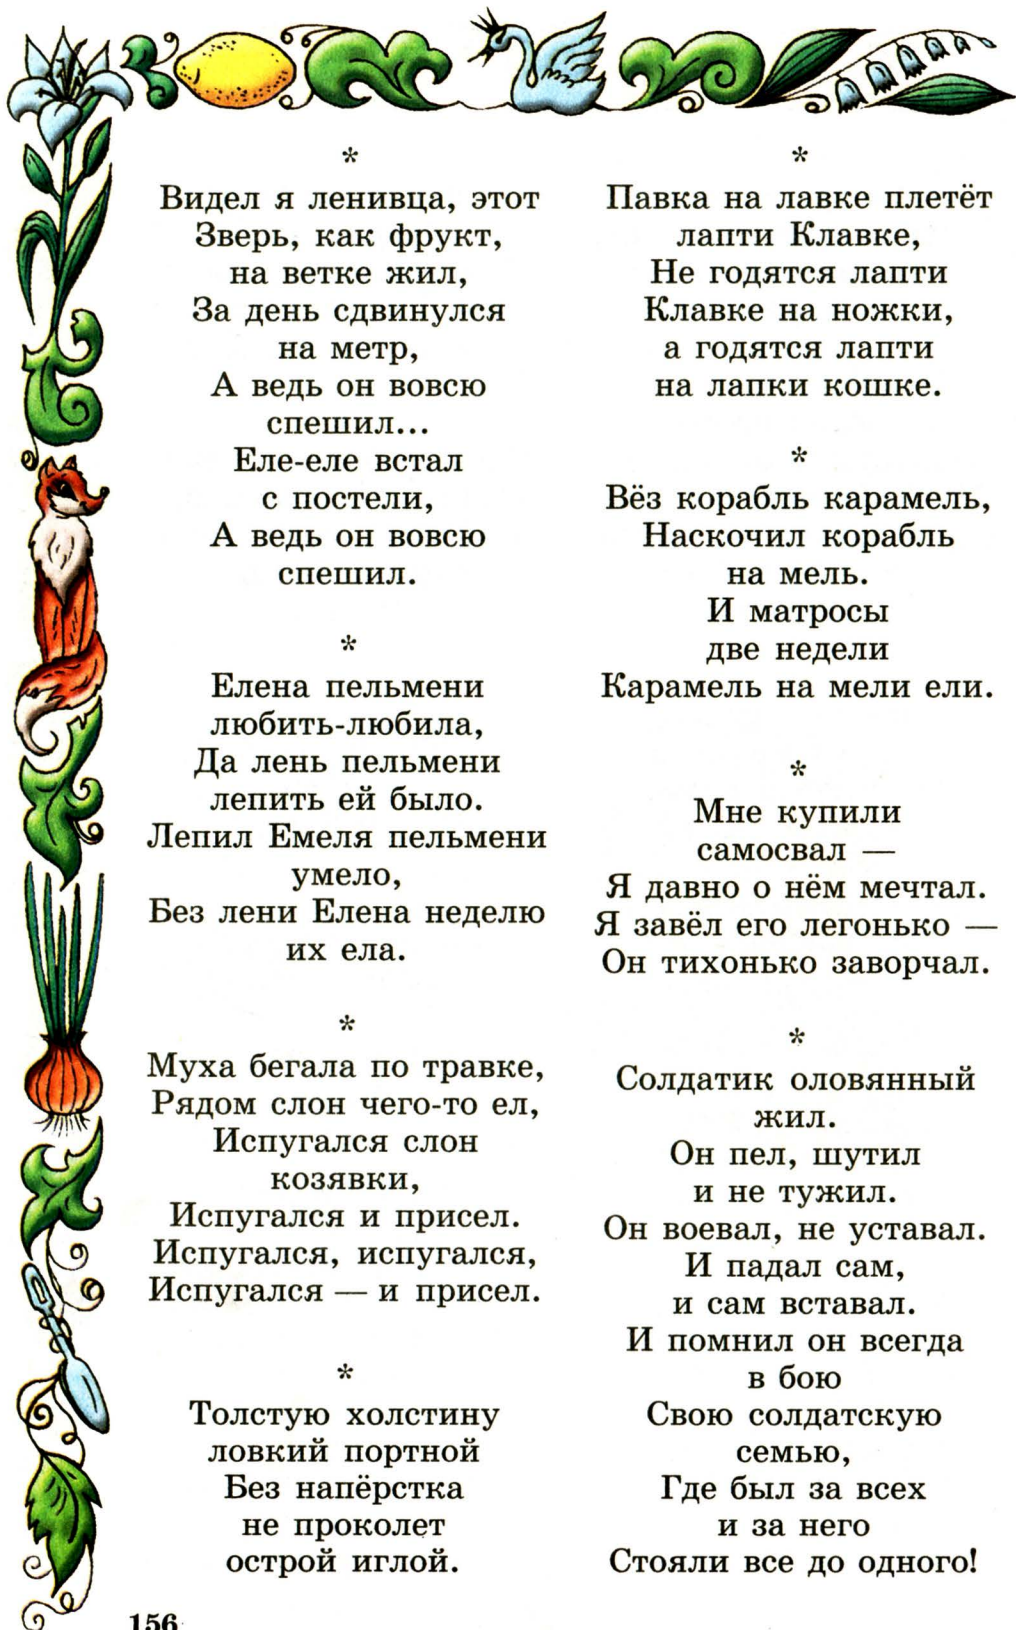 *
Видел я ленивца, этот
Зверь, как фрукт,
на ветке жил,
За день сдвинулся
на метр,
А ведь он вовсю
спешил...
Еле-еле встал
с постели,
А ведь он вовсю
спешил.
*
Елена пельмени
любить-любила,
Да лень пельмени
лепить ей было.
Лепил Емеля пельмени
умело,
Без лени Елена неделю
их ела.
*
Муха бегала по травке,
Рядом слон чего-то ел,
Испугался слон
козявки,
Испугался и присел.
Испугался, испугался,
Испугался — и присел.
*
Толстую холстину
ловкий портной
Без напёрстка
не проколет
острой иглой.
*
Павка на лавке плетёт
лапти Клавке,
Не годятся лапти
Клавке на ножки,
а годятся лапти
на лапки кошке.
*
Вёз корабль карамель,
Наскочил корабль
на мель.
И матросы
две недели
Карамель на мели ели.
*
Мне купили
самосвал —
Я давно о нём мечтал.
Я завёл его легонько —
Он тихонько заворчал.
*
Солдатик оловянный
жил.
Он пел, шутил
и не тужил.
Он воевал, не уставал.
И падал сам,
и сам вставал.
И помнил он всегда
в бою
Свою солдатскую
семью,
Где был за всех
и за него
Стояли все до одного!
156